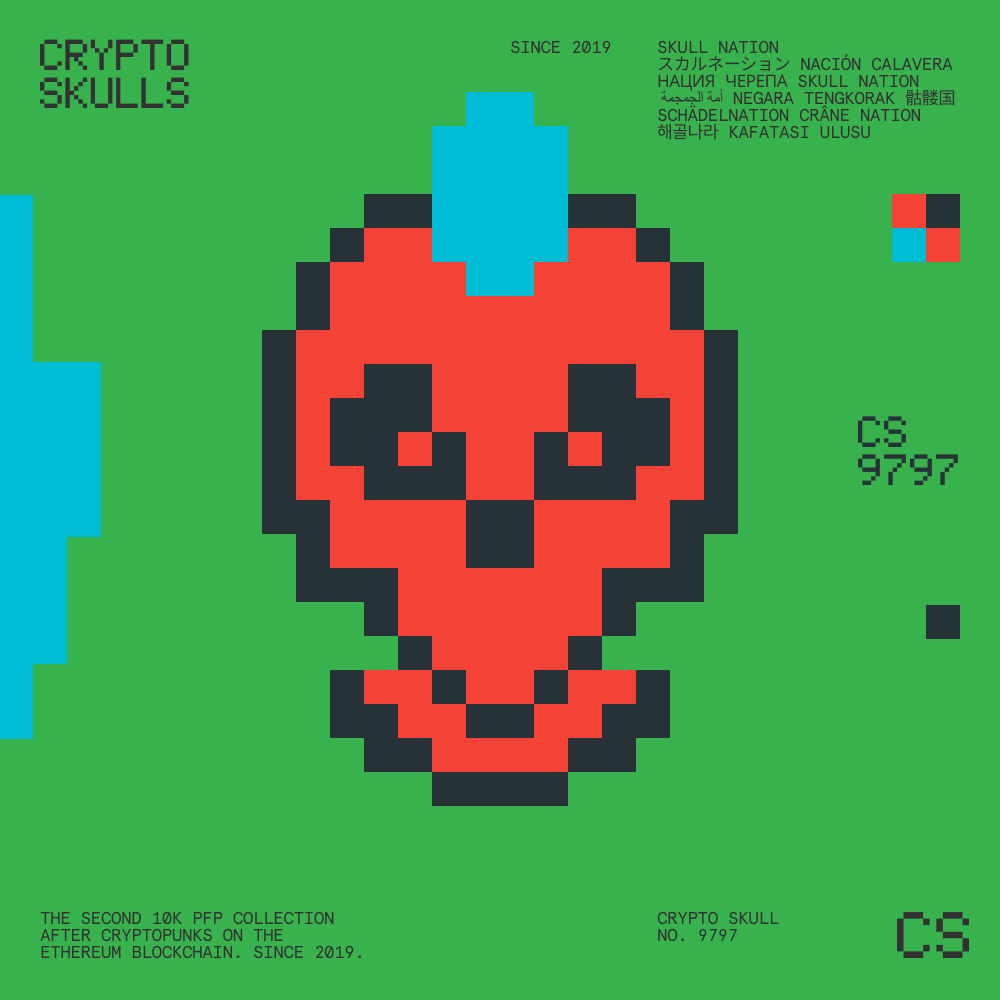 CRYPTO
SKULLS
SINCE 2019
SKULL NATION
スカルネーション NACIÓN CALAVERA
НАЦИЯ ЧЕРЕПА SKULL NATION
أمة الجمجمة NEGARA TENGKORAK 骷髅国
SCHÄDELNATION CRÂNE NATION
해골나라 KAFATASI ULUSU
CS
9797
THE SECOND 10K PFP COLLECTION
AFTER CRYPTOPUNKS ON THE
ETHEREUM BLOCKCHAIN. SINCE 2019.
CRYPTO SKULL
NO. 9797
CS